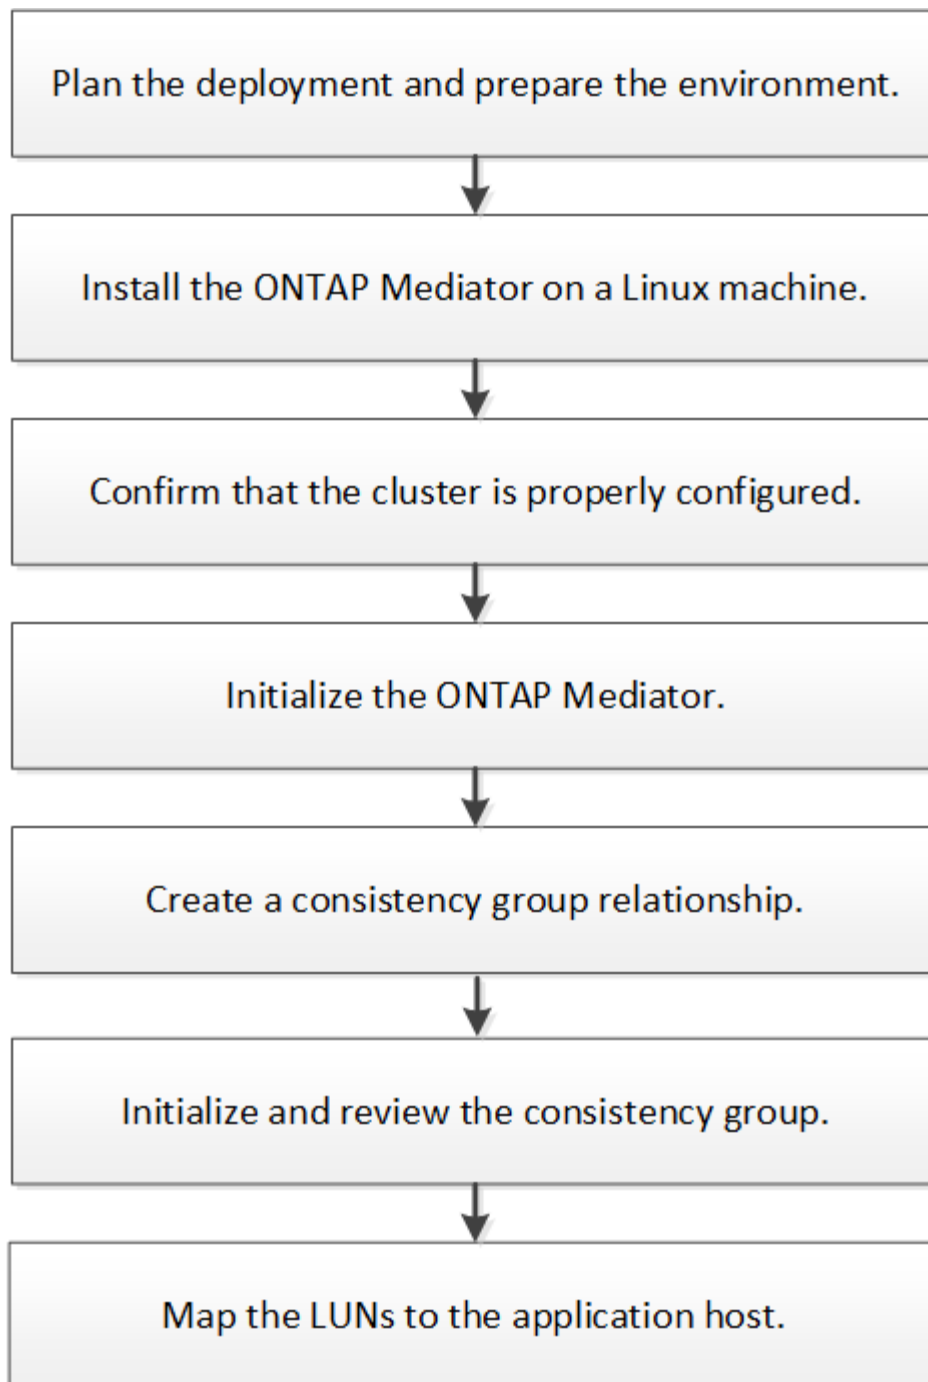 Plan the deployment and prepare the environment.
Install the ONTAP Mediator on a Linux machine.
Confirm that the cluster is properly configured.
Initialize the ONTAP Mediator.
Create a consistency group relationship.
Initialize and review the consistency group.
Map the LUNs to the application host.